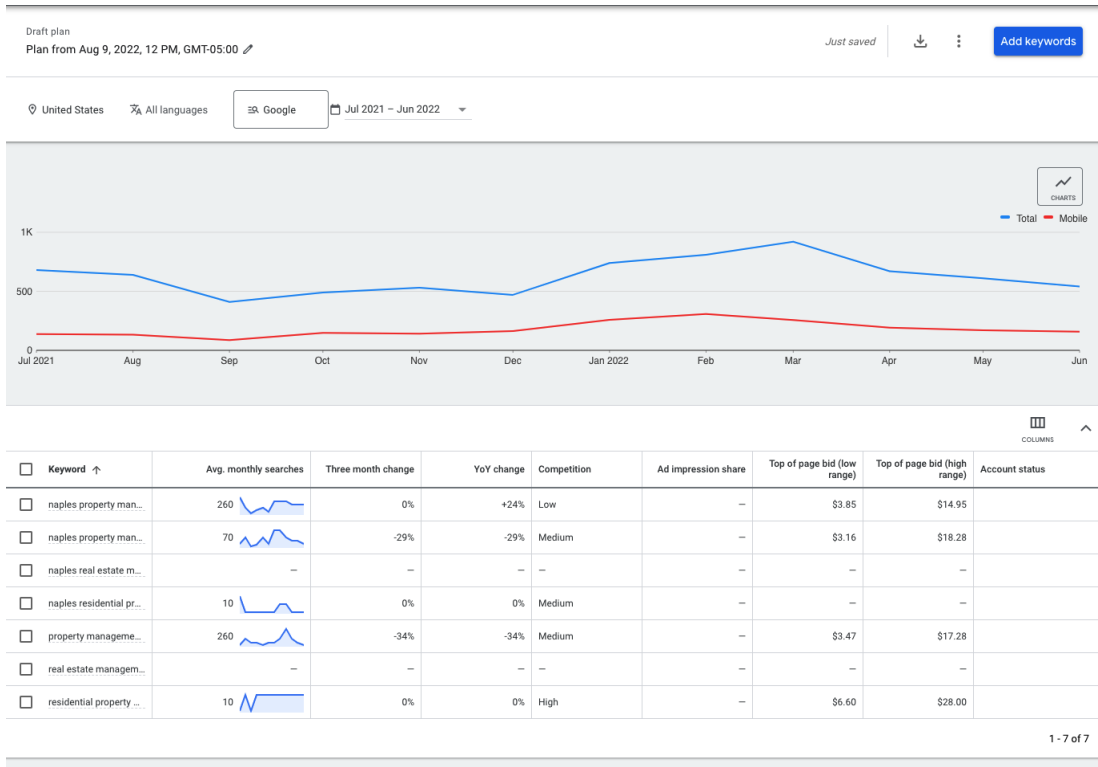 Draft plan
Plan from Aug 9, 2022, 12 PM, GMT-05:00
Just saved
Add keywords
United States All languages Google Jul 2021 – Jun 2022
CHARTS
Total Mobile
1K
500
0
Jul 2021 Aug Sep Oct Nov Dec Jan 2022 Feb Mar Apr May Jun
COLUMNS
Keyword Avg. monthly searches Three month change YoY change Competition Ad impression share Top of page bid (low range) Top of page bid (high range) Account status
naples property man... 260 0% +24% Low – $3.85 $14.95
naples property man... 70 -29% -29% Medium – $3.16 $18.28
naples real estate m... – – – – – – –
naples residential pr... 10 0% 0% Medium – – –
property manageme... 260 -34% -34% Medium – $3.47 $17.28
real estate managem... – – – – – – –
residential property ... 10 0% 0% High – $6.60 $28.00
1 - 7 of 7